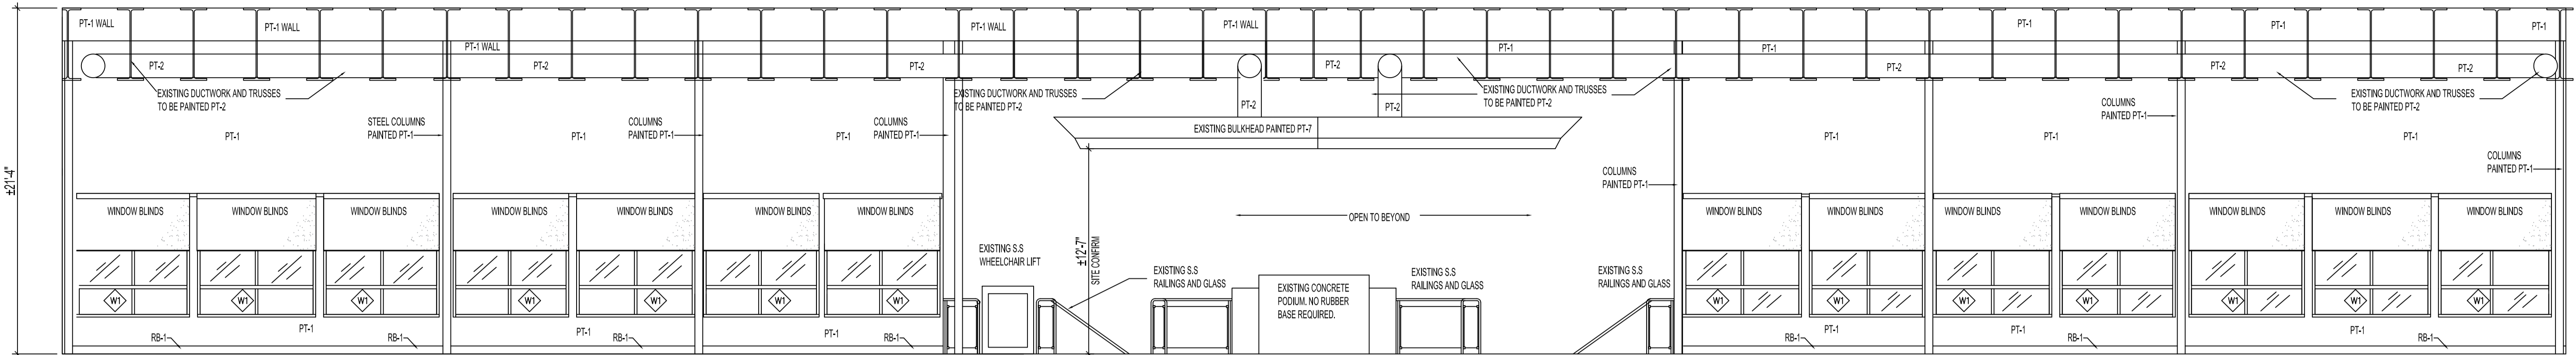 PT-1 WALL
PT-1 WALL
PT-1 WALL
PT-1 WALL
PT-1 WALL
PT-1
PT-1
PT-1
PT-1
PT-1
PT-2
PT-2
PT-2
PT-2
PT-2
PT-2
PT-2
EXISTING DUCTWORK AND TRUSSES
TO BE PAINTED PT-2
EXISTING DUCTWORK AND TRUSSES
TO BE PAINTED PT-2
EXISTING DUCTWORK AND TRUSSES
TO BE PAINTED PT-2
EXISTING DUCTWORK AND TRUSSES
TO BE PAINTED PT-2
PT-2
PT-2
STEEL COLUMNS
PAINTED PT-1
COLUMNS
PAINTED PT-1
COLUMNS
PAINTED PT-1
EXISTING BULKHEAD PAINTED PT-7
COLUMNS
PAINTED PT-1
COLUMNS
PAINTED PT-1
COLUMNS
PAINTED PT-1
PT-1
PT-1
PT-1
PT-1
PT-1
PT-1
±21'-4"
WINDOW BLINDS
WINDOW BLINDS
WINDOW BLINDS
WINDOW BLINDS
WINDOW BLINDS
WINDOW BLINDS
WINDOW BLINDS
OPEN TO BEYOND
WINDOW BLINDS
WINDOW BLINDS
WINDOW BLINDS
WINDOW BLINDS
WINDOW BLINDS
WINDOW BLINDS
WINDOW BLINDS
EXISTING S.S
WHEELCHAIR LIFT
±12'-7"
SITE CONFIRM
EXISTING S.S
RAILINGS AND GLASS
EXISTING CONCRETE
PODIUM. NO RUBBER
BASE REQUIRED.
EXISTING S.S
RAILINGS AND GLASS
EXISTING S.S
RAILINGS AND GLASS
W1
W1
W1
W1
W1
W1
W1
W1
W1
W1
W1
W1
W1
W1
PT-1
PT-1
PT-1
PT-1
PT-1
PT-1
RB-1
RB-1
RB-1
RB-1
RB-1
RB-1
RB-1